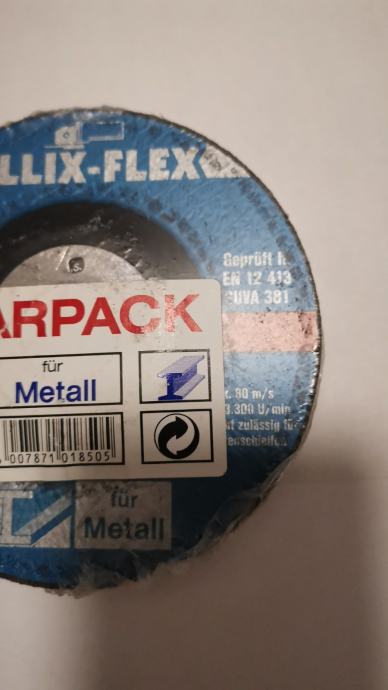 LLIX-FLEX
Geprüft n.
EN 12 413
SUVA 381
ARPACK
für
Metall
80 m/s
3.300 U/min
zulässig
007871 018505
für
Metall